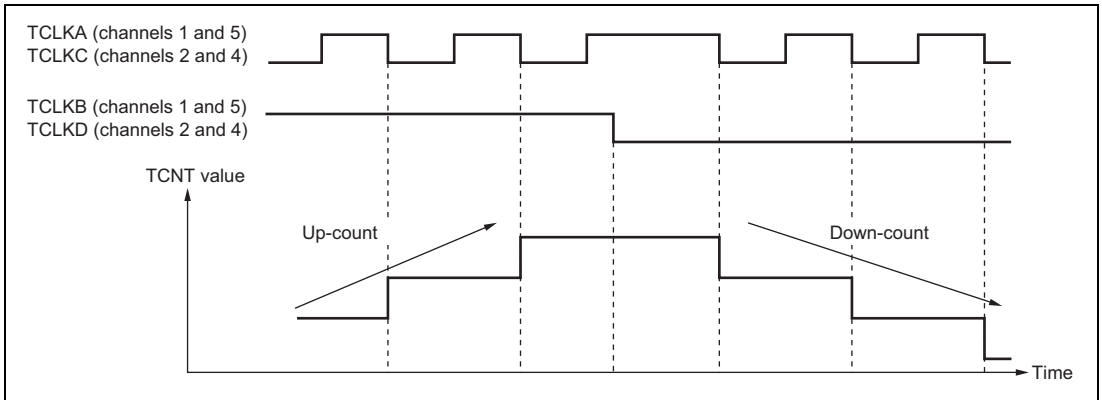 TCLKA (channels 1 and 5)
TCLKC (channels 2 and 4)
TCLKB (channels 1 and 5)
TCLKD (channels 2 and 4)
TCNT value
Up-count
Down-count
Time